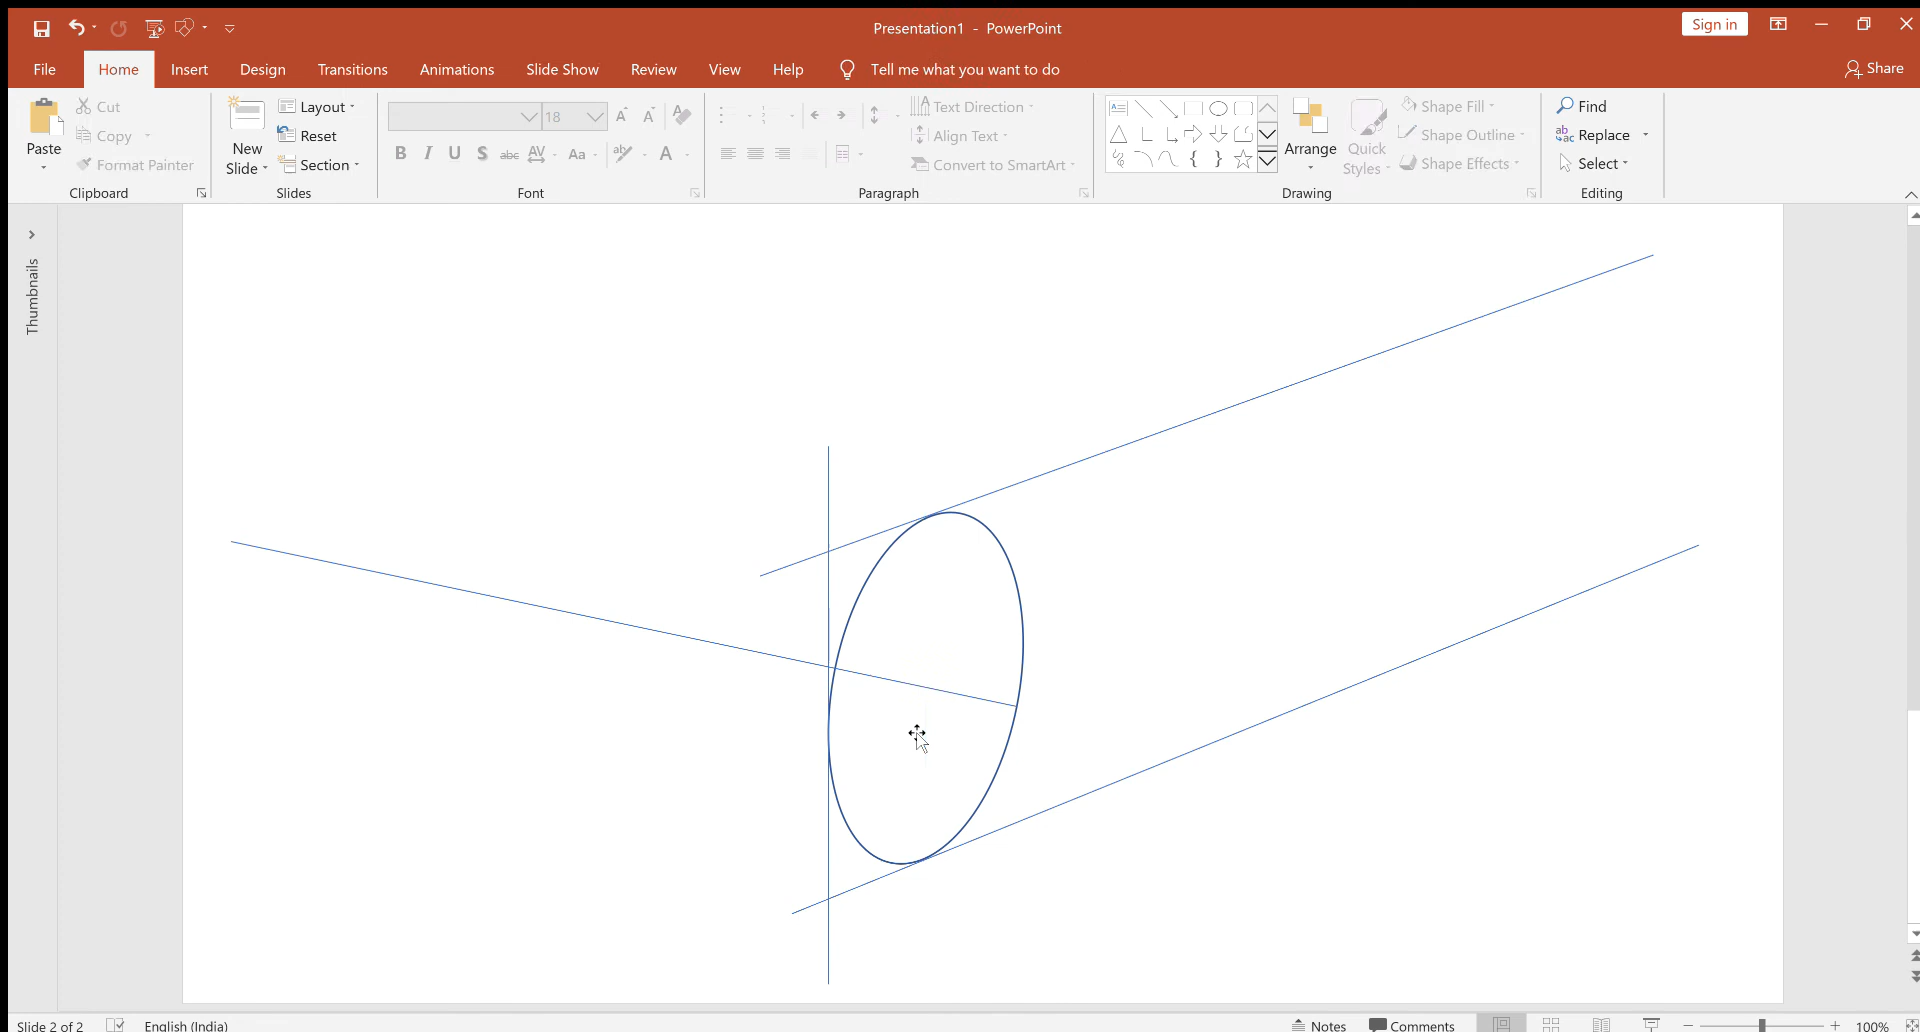 Presentation1 - PowerPoint
Sign in
File Home Insert Design Transitions Animations Slide Show Review View Help Tell me what you want to do
Share
Paste
Cut
Copy
Format Painter
Clipboard
New
Slide
Layout
Reset
Section
Slides
18
B I U S abc AV Aa A
Font
Text Direction
Align Text
Convert to SmartArt
Paragraph
Arrange
Quick
Styles
Shape Fill
Shape Outline
Shape Effects
Drawing
Find
Replace
Select
Editing
Thumbnails
Slide 2 of 2 English (India)
Notes Comments 100%